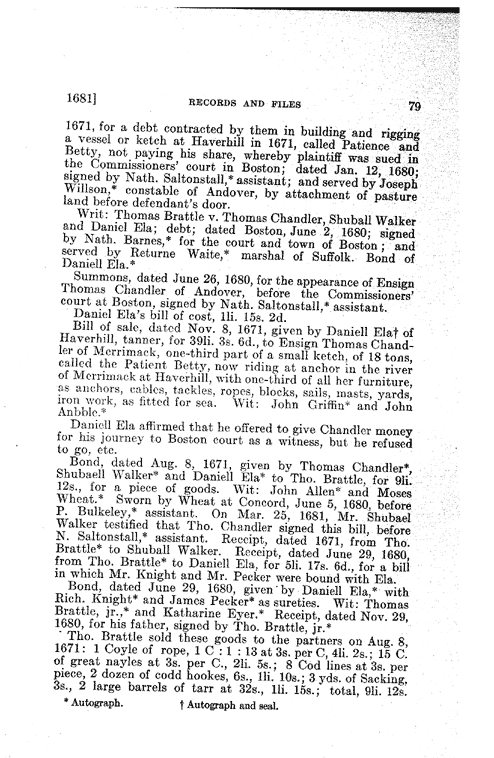 1681] RECORDS AND FILES 79
1671, for a debt contracted by them in building and rigging
a vessel or ketch at Haverhill in 1671, called Patience and
Betty, not paying his share, whereby plaintiff was sued in
the Commissioners' court in Boston; dated Jan. 12, 1680;
signed by Nath. Saltonstall,* assistant; and served by Joseph
Willson,* constable of Andover, by attachment of pasture
land before defendant's door.
Writ: Thomas Brattle v. Thomas Chandler, Shuball Walker
and Daniel Ela; debt; dated Boston, June 2, 1680; signed
by Nath. Barnes,* for the court and town of Boston; and
served by Returne Waite,* marshal of Suffolk. Bond of
Daniell Ela.*
Summons, dated June 26, 1680, for the appearance of Ensign
Thomas Chandler of Andover, before the Commissioners'
court at Boston, signed by Nath. Saltonstall,* assistant.
Daniel Ela's bill of cost, 1li. 15s. 2d.
Bill of sale, dated Nov. 8, 1671, given by Daniell Ela† of
Haverhill, tanner, for 39li. 3s. 6d., to Ensign Thomas Chand-
ler of Merrimack, one-third part of a small ketch, of 18 tons,
called the Patient Betty, now riding at anchor in the river
of Merimack at Haverhill, with one-third of all her furniture,
as anchors, cables, tackles, ropes, blocks, sails, masts, yards,
iron work, as fitted for sea. Wit: John Griffin* and John
Anbble.*
Daniell Ela affirmed that he offered to give Chandler money
for his journey to Boston court as a witness, but he refused
to go, etc.
Bond, dated Aug. 8, 1671, given by Thomas Chandler*,
Shubaell Walker* and Daniell Ela* to Tho. Brattle, for 9li.
12s., for a piece of goods. Wit: John Allen* and Moses
Wheat.* Sworn by Wheat at Concord, June 5, 1680, before
P. Bulkeley,* assistant. On Mar. 25, 1681, Mr. Shubael
Walker testified that Tho. Chandler signed this bill, before
N. Saltonstall,* assistant. Receipt, dated 1671, from Tho.
Brattle* to Shuball Walker. Receipt, dated June 29, 1680,
from Tho. Brattle* to Daniel Ela, for 5li. 17s. 6d., for a bill
in which Mr. Knight and Mr. Pecker were bound with Ela.
Bond, dated June 29, 1680, given by Daniel Ela,* with
Rich. Knight* and James Pecker* as sureties. Wit: Thomas
Brattle, jr.,* and Katharine Eyer.* Receipt, dated Nov. 29,
1680, for his father, signed by Tho. Brattle, jr.*
Tho. Brattle sold these goods to the partners on Aug. 8,
1671: 1 Coyle of rope, 1 C : 1 : 13 at 3s. per C, 4li. 2s.; 15 C.
of great nayles at 3s. per C., 2li. 5s.; 8 Cod lines at 3s. per
piece, 2 dozen of codd hookes, 6s., 1li. 10s.; 3 yds. of Sacking,
3s., 2 large barrels of tarr at 32s., 1li. 15s.; total, 9li. 12s.
* Autograph. † Autograph and seal.